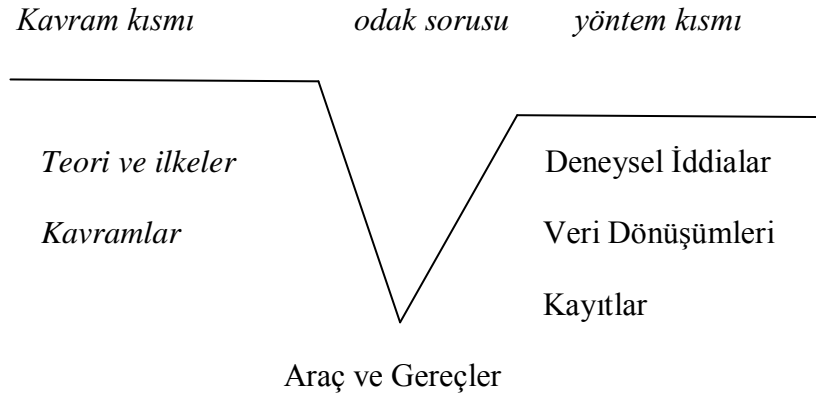 Kavram kısmı odak sorusu yöntem kısmı
Teori ve ilkeler Deneysel İddialar
Kavramlar Veri Dönüşümleri
Kayıtlar
Araç ve Gereçler